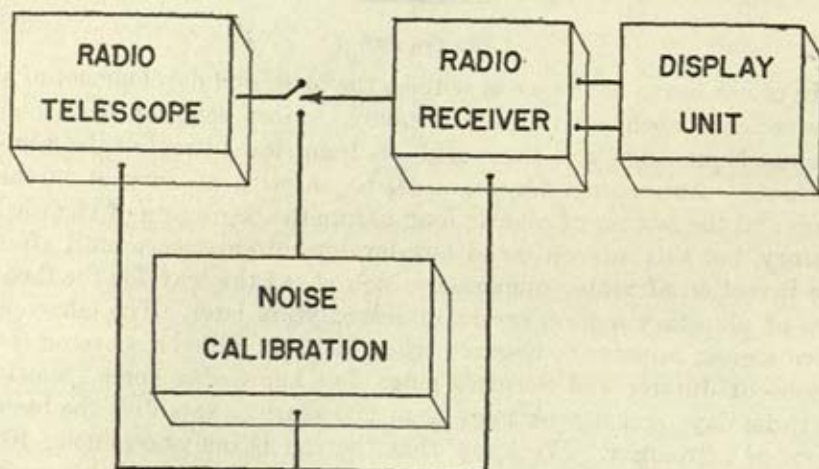 RADIO
TELESCOPE
RADIO
RECEIVER
DISPLAY
UNIT
NOISE
CALIBRATION